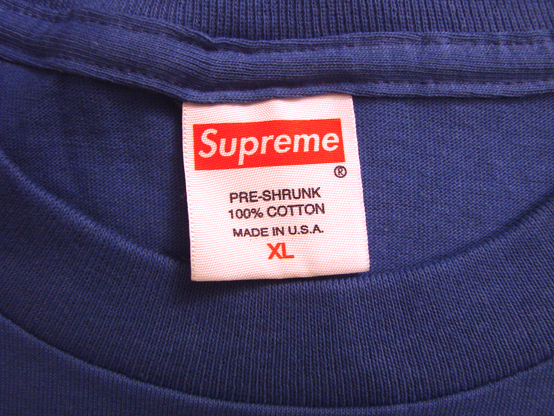 Supreme
®
PRE-SHRUNK
100% COTTON
MADE IN U.S.A.
XL